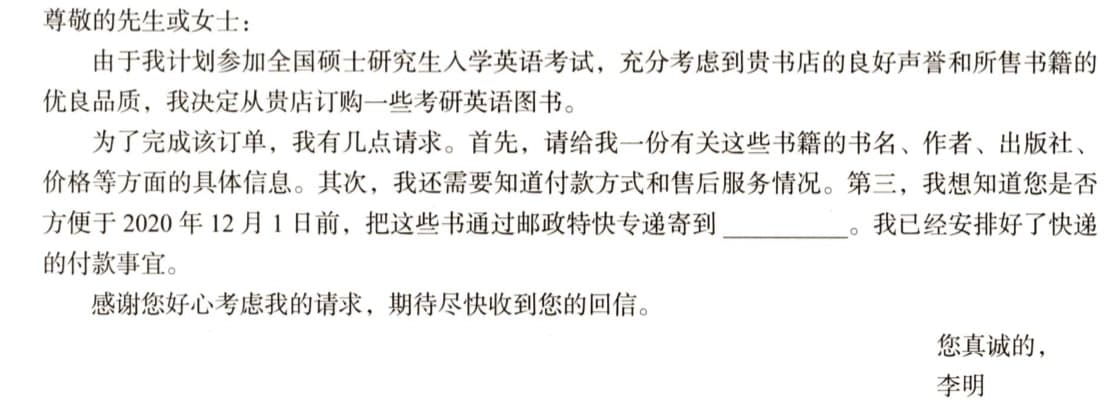 尊敬的先生或女士：
由于我计划参加全国硕士研究生入学英语考试，充分考虑到贵书店的良好声誉和所售书籍的
优良品质，我决定从贵店订购一些考研英语图书。
为了完成该订单，我有几点请求。首先，请给我一份有关这些书籍的书名、作者、出版社、
价格等方面的具体信息。其次，我还需要知道付款方式和售后服务情况。第三，我想知道您是否
方便于 2020 年 12 月 1 日前，把这些书通过邮政特快专递寄到 __________。我已经安排好了快递
的付款事宜。
感谢您好心考虑我的请求，期待尽快收到您的回信。
您真诚的，
李明